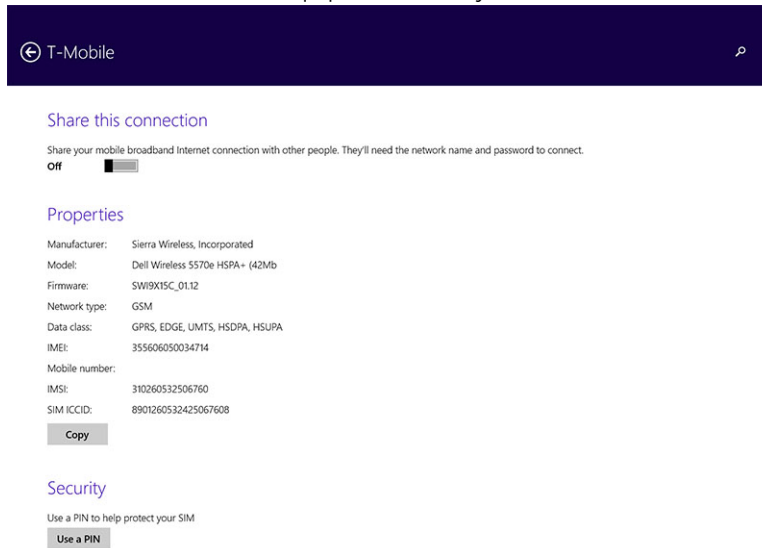 T-Mobile
Share this connection
Share your mobile broadband Internet connection with other people. They'll need the network name and password to connect.
Off
Properties
Manufacturer: Sierra Wireless, Incorporated
Model: Dell Wireless 5570e HSPA+ (42Mb
Firmware: SWI9X15C_01.12
Network type: GSM
Data class: GPRS, EDGE, UMTS, HSDPA, HSUPA
IMEI: 355606050034714
Mobile number:
IMSI: 310260532506760
SIM ICCID: 8901260532425067608
Copy
Security
Use a PIN to help protect your SIM
Use a PIN